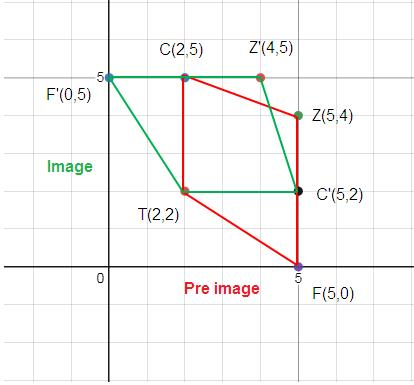 C(2,5)
Z'(4,5)
5
F'(0,5)
Z(5,4)
Image
C'(5,2)
T(2,2)
0
5
Pre image
F(5,0)